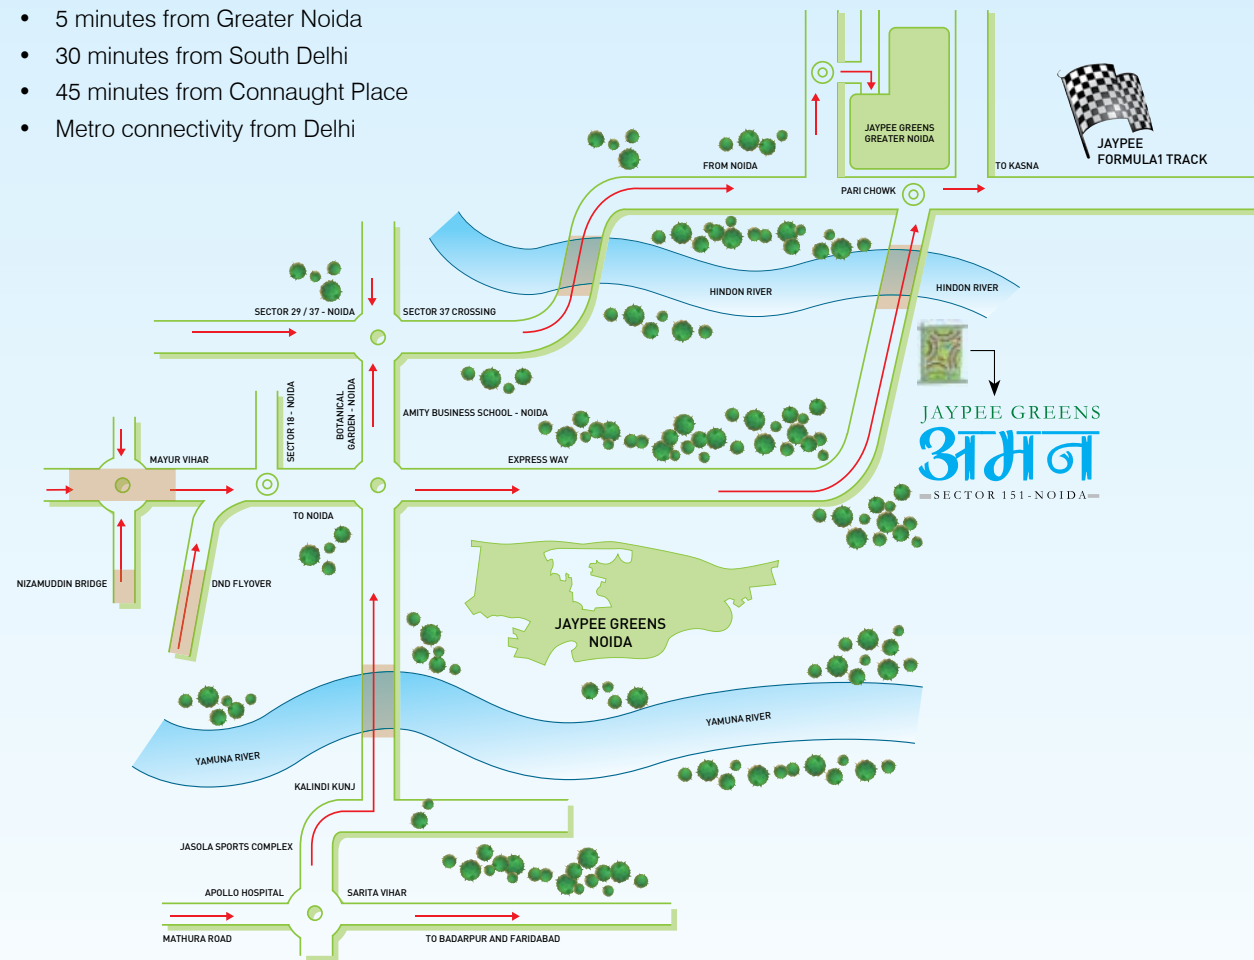 • 5 minutes from Greater Noida
• 30 minutes from South Delhi
• 45 minutes from Connaught Place
• Metro connectivity from Delhi
JAYPEE GREENS
GREATER NOIDA
JAYPEE
FORMULA1 TRACK
FROM NOIDA
TO KASNA
PARI CHOWK
HINDON RIVER
HINDON RIVER
SECTOR 29 / 37 - NOIDA
SECTOR 37 CROSSING
SECTOR 18 - NOIDA
BOTANICAL
GARDEN - NOIDA
AMITY BUSINESS SCHOOL - NOIDA
JAYPEE GREENS
अमन
SECTOR 151-NOIDA
MAYUR VIHAR
EXPRESS WAY
TO NOIDA
NIZAMUDDIN BRIDGE
DND FLYOVER
JAYPEE GREENS
NOIDA
YAMUNA RIVER
YAMUNA RIVER
KALINDI KUNJ
JASOLA SPORTS COMPLEX
APOLLO HOSPITAL
SARITA VIHAR
MATHURA ROAD
TO BADARPUR AND FARIDABAD